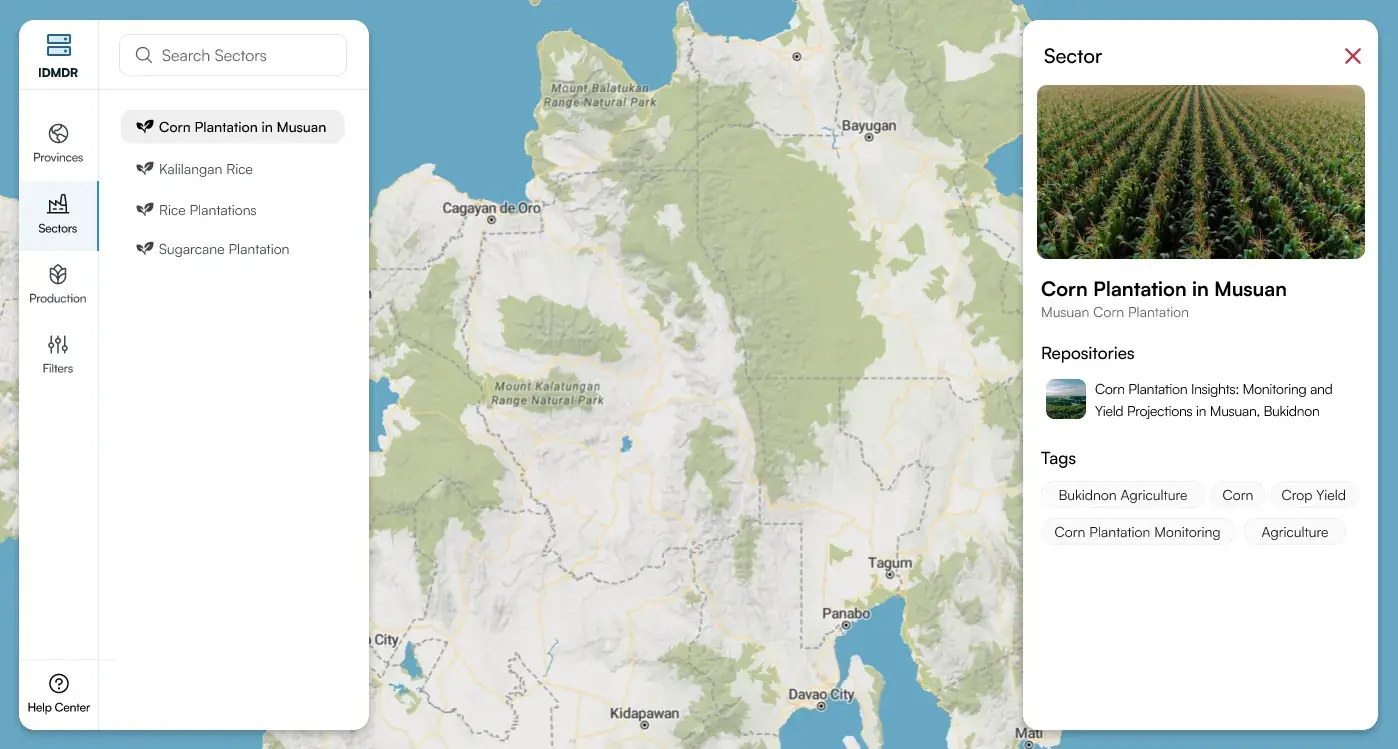 IDMDR
Search Sectors
Provinces
Sectors
Production
Filters
Help Center
Corn Plantation in Musuan
Kalilangan Rice
Rice Plantations
Sugarcane Plantation
Mount Balatukan
Range Natural Park
Bayugan
Cagayan de Oro
Mount Kalatungan
Range Natural Park
Tagum
Panabo
City
Davao City
Kidapawan
Mati
Sector
Corn Plantation in Musuan
Musuan Corn Plantation
Repositories
Corn Plantation Insights: Monitoring and
Yield Projections in Musuan, Bukidnon
Tags
Bukidnon Agriculture
Corn
Crop Yield
Corn Plantation Monitoring
Agriculture